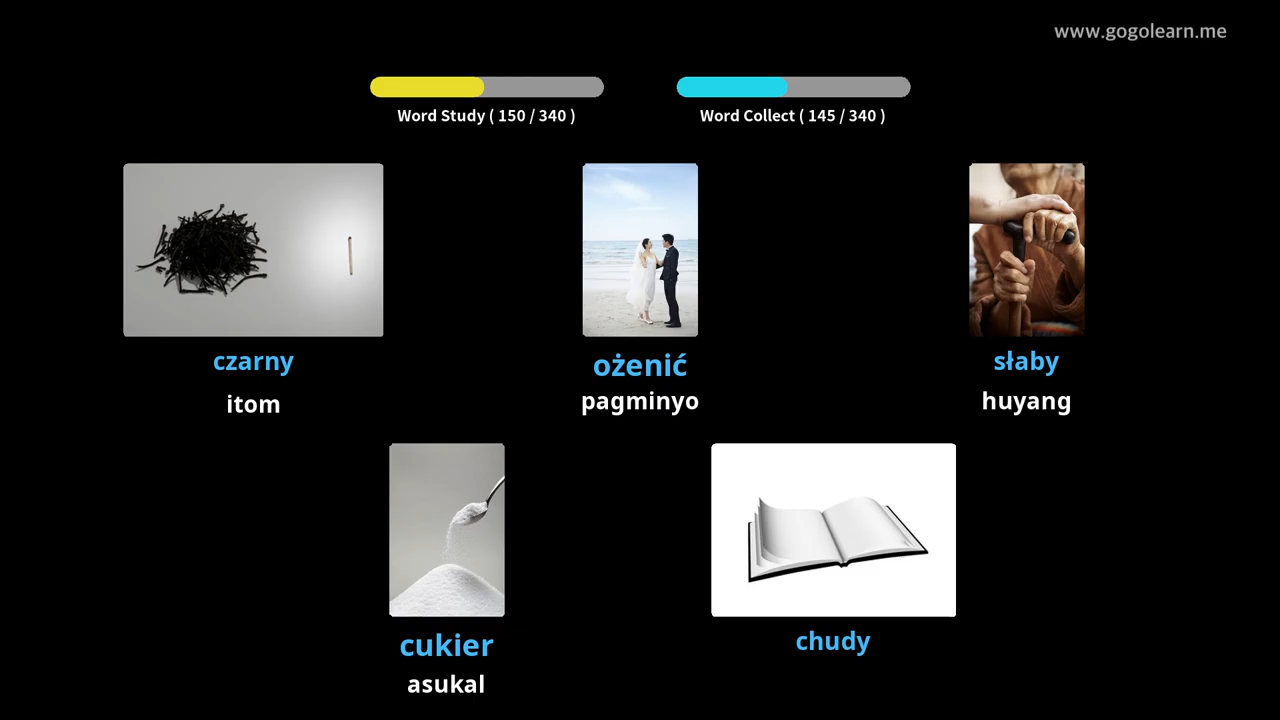 www.gogolearn.me
Word Study ( 150 / 340 )
Word Collect ( 145 / 340 )
czarny
itom
ożenić
pagminyo
słaby
huyang
cukier
asukal
chudy